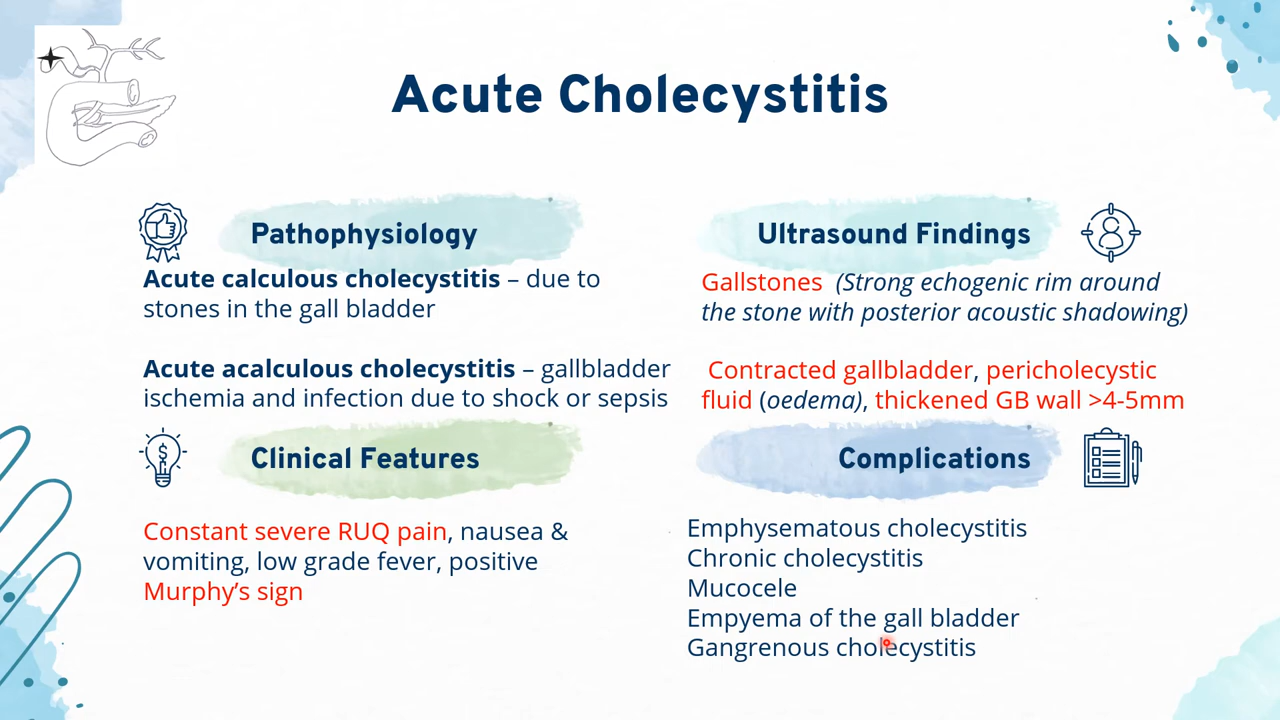 Acute Cholecystitis
Pathophysiology
Acute calculous cholecystitis – due to
stones in the gall bladder
Acute acalculous cholecystitis – gallbladder
ischemia and infection due to shock or sepsis
Ultrasound Findings
Gallstones (Strong echogenic rim around
the stone with posterior acoustic shadowing)
Contracted gallbladder, pericholecystic
fluid (oedema), thickened GB wall >4-5mm
Clinical Features
Constant severe RUQ pain, nausea &
vomiting, low grade fever, positive
Murphy’s sign
Complications
Emphysematous cholecystitis
Chronic cholecystitis
Mucocele
Empyema of the gall bladder
Gangrenous cholecystitis